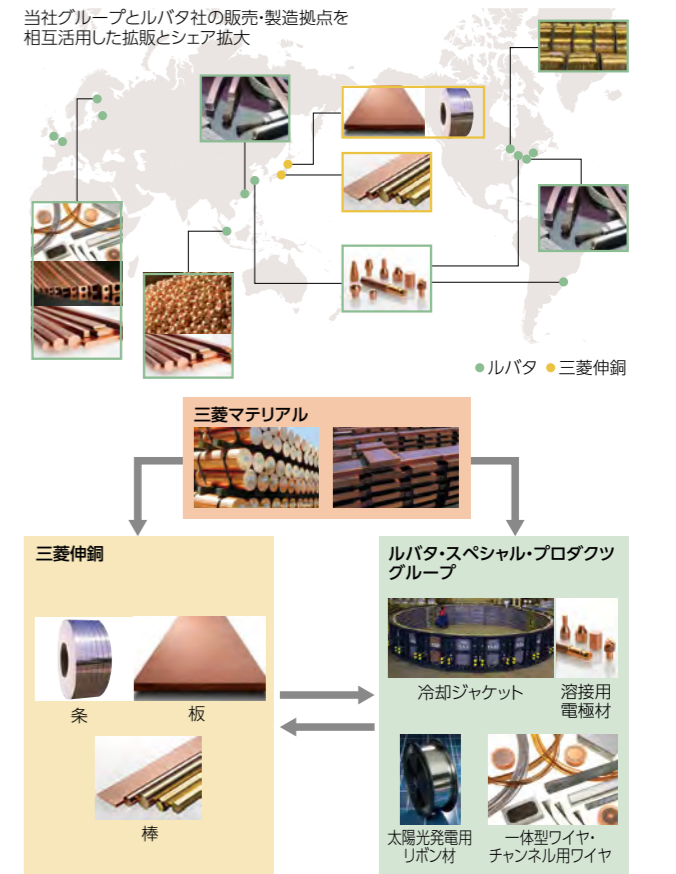 当社グループとルバタ社の販売・製造拠点を
相互活用した拡販とシェア拡大
ルバタ
三菱伸銅
三菱マテリアル
三菱伸銅
条
板
棒
ルバタ・スペシャル・プロダクツ
グループ
冷却ジャケット
溶接用
電極材
太陽光発電用
リボン材
一体型ワイヤ・
チャンネル用ワイヤ